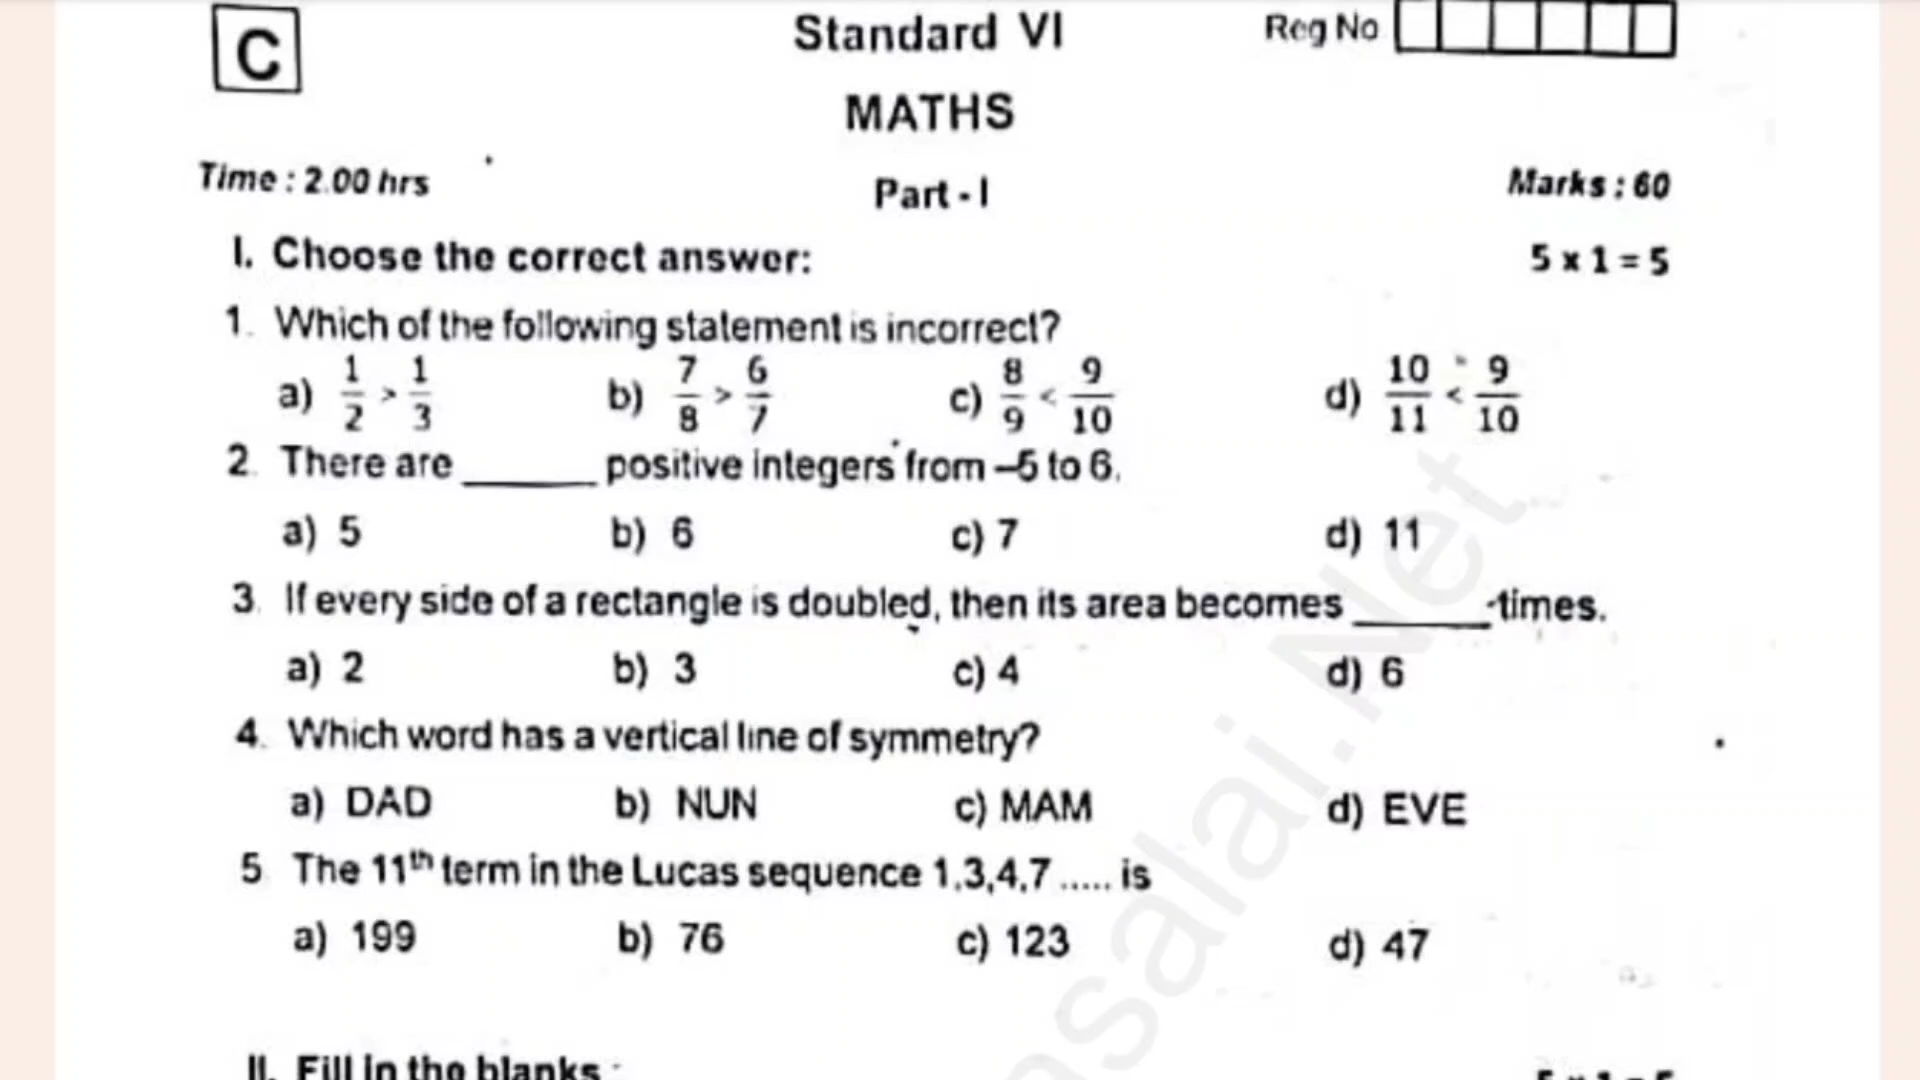 C
Standard VI
Reg No
MATHS
Time : 2.00 hrs
Part - I
Marks : 60
I. Choose the correct answer:
5 x 1 = 5
1. Which of the following statement is incorrect?
a) 1/2 > 1/3 b) 7/8 > 6/7 c) 8/9 < 9/10 d) 10/11 < 9/10
2. There are ______ positive integers from –5 to 6.
a) 5 b) 6 c) 7 d) 11
3. If every side of a rectangle is doubled, then its area becomes ______ times.
a) 2 b) 3 c) 4 d) 6
4. Which word has a vertical line of symmetry?
a) DAD b) NUN c) MAM d) EVE
5 The 11th term in the Lucas sequence 1,3,4,7 ..... is
a) 199 b) 76 c) 123 d) 47
II. Fill in the blanks :
5 x 1 = 5
asalai.Net